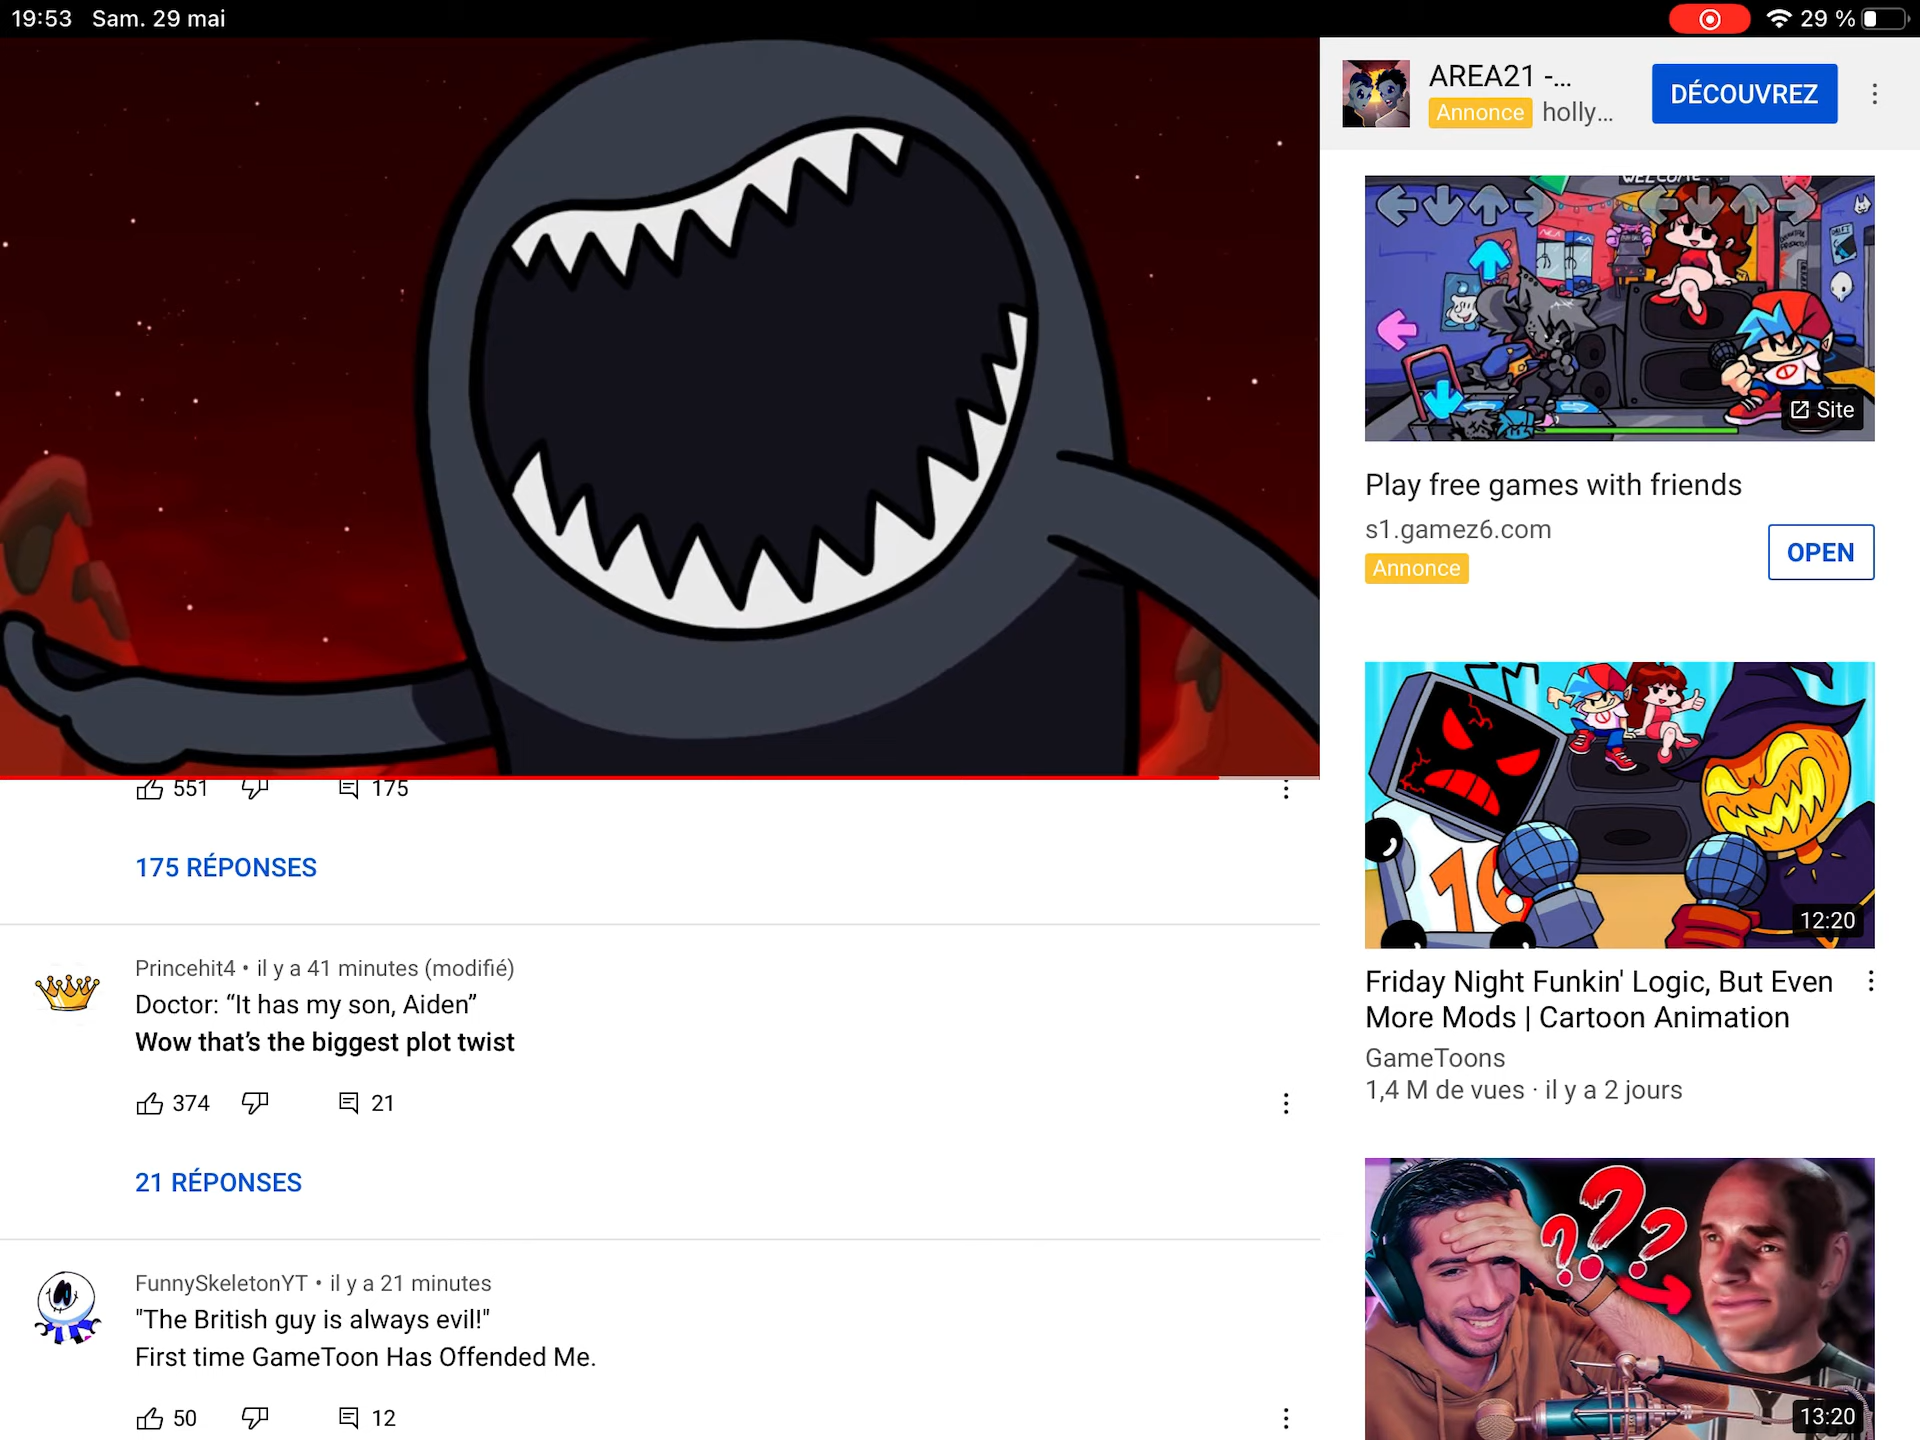 19:53 Sam. 29 mai
29 %
AREA21 -...
Annonce holly...
DÉCOUVREZ
WELCOME
Site
Play free games with friends
s1.gamez6.com
Annonce
OPEN
551 175
175 RÉPONSES
Princehit4 • il y a 41 minutes (modifié)
Doctor: “It has my son, Aiden”
Wow that’s the biggest plot twist
374 21
21 RÉPONSES
FunnySkeletonYT • il y a 21 minutes
"The British guy is always evil!"
First time GameToon Has Offended Me.
50 12
16
12:20
Friday Night Funkin' Logic, But Even
More Mods | Cartoon Animation
GameToons
1,4 M de vues · il y a 2 jours
???
13:20